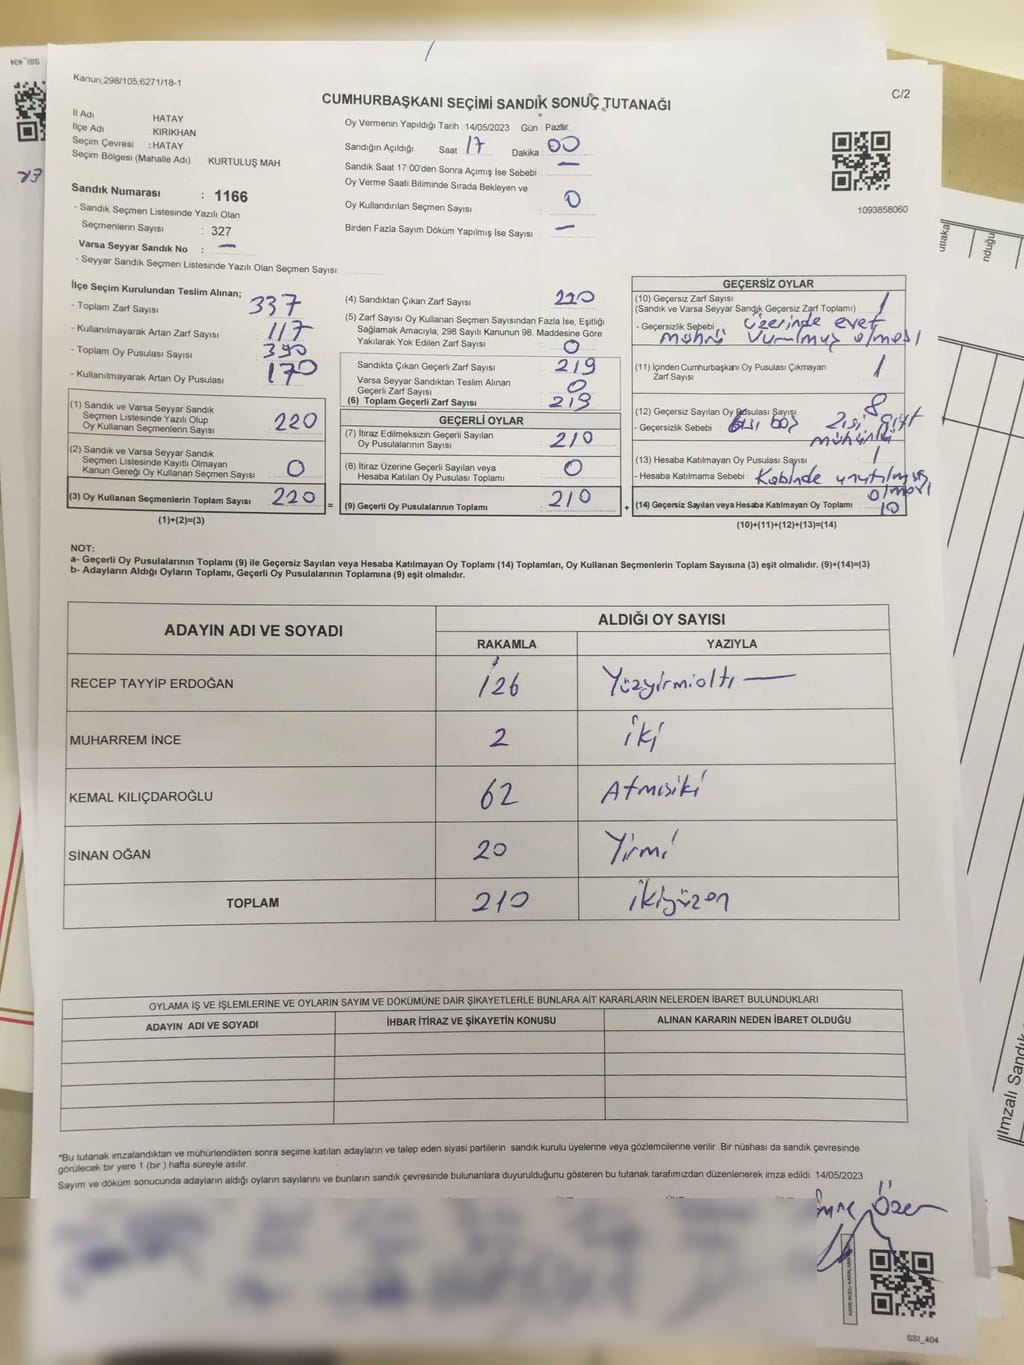 Kanun,298/105.6271/18-1
C/2
CUMHURBAŞKANI SEÇİMİ SANDIK SONUÇ TUTANAĞI
İl Adı HATAY
İlçe Adı KIRIKHAN
Seçim Çevresi :HATAY
Seçim Bölgesi (Mahalle Adı) KURTULUŞ MAH
Sandık Numarası : 1166
- Sandık Seçmen Listesinde Yazılı Olan
Seçmenlerin Sayısı : 327
Varsa Seyyar Sandık No : —
- Seyyar Sandık Seçmen Listesinde Yazılı Olan Seçmen Sayısı:
Oy Vermenin Yapıldığı Tarih : 14/05/2023 Gün : Pazar
Sandığın Açıldığı Saat : 17 Dakika : 00
Sandık Saat 17:00'den Sonra Açımış İse Sebebi : —
Oy Verme Saati Bitiminde Sırada Bekleyen ve
Oy Kullandırılan Seçmen Sayısı : 0
Birden Fazla Sayım Döküm Yapılmış İse Sayısı : —
1093858060
İlçe Seçim Kurulundan Teslim Alınan;
- Toplam Zarf Sayısı 337
- Kullanılmayarak Artan Zarf Sayısı : 117
- Toplam Oy Pusulası Sayısı 390
- Kullanılmayarak Artan Oy Pusulası : 170
(1) Sandık ve Varsa Seyyar Sandık
Seçmen Listesinde Yazılı Olup
Oy Kullanan Seçmenlerin Sayısı : 220
(2) Sandık ve Varsa Seyyar Sandık
Seçmen Listesinde Kayıtlı Olmayan
Kanun Gereği Oy Kullanan Seçmen Sayısı : 0
(3) Oy Kullanan Seçmenlerin Toplam Sayısı : 220
(1)+(2)=(3)
=
(4) Sandıktan Çıkan Zarf Sayısı : 220
(5) Zarf Sayısı Oy Kullanan Seçmen Sayısından Fazla İse, Eşitliği
Sağlamak Amacıyla; 298 Sayılı Kanunun 98. Maddesine Göre
Yakılarak Yok Edilen Zarf Sayısı : 0
Sandıkta Çıkan Geçerli Zarf Sayısı : 219
Varsa Seyyar Sandıktan Teslim Alınan
Geçerli Zarf Sayısı : 0
(6) Toplam Geçerli Zarf Sayısı : 219
GEÇERLİ OYLAR
(7) İtiraz Edilmeksizin Geçerli Sayılan
Oy Pusulalarının Sayısı : 210
(8) İtiraz Üzerine Geçerli Sayılan veya
Hesaba Katılan Oy Pusulası Toplamı : 0
(9) Geçerli Oy Pusulalarının Toplamı : 210
+
GEÇERSİZ OYLAR
(10) Geçersiz Zarf Sayısı
(Sandık ve Varsa Seyyar Sandık Geçersiz Zarf Toplamı) : 1
- Geçersizlik Sebebi : üzerinde evet
mührü vurulmuş olması
(11) İçinden Cumhurbaşkanı Oy Pusulası Çıkmayan
Zarf Sayısı : 1
(12) Geçersiz Sayılan Oy Pusulası Sayısı : 8
- Geçersizlik Sebebi : 6sı boş 2si çift
mühürlü
(13) Hesaba Katılmayan Oy Pusulası Sayısı : 1
- Hesaba Katılmama Sebebi : Kabinde unutulmuş
olması
(14) Geçersiz Sayılan veya Hesaba Katılmayan Oy Toplamı : 10
(10)+(11)+(12)+(13)=(14)
NOT:
a- Geçerli Oy Pusulalarının Toplamı (9) ile Geçersiz Sayılan veya Hesaba Katılmayan Oy Toplamı (14) Toplamları, Oy Kullanan Seçmenlerin Toplam Sayısına (3) eşit olmalıdır. (9)+(14)=(3)
b- Adayların Aldığı Oyların Toplamı, Geçerli Oy Pusulalarının Toplamına (9) eşit olmalıdır.
ADAYIN ADI VE SOYADI ALDIĞI OY SAYISI
RAKAMLA YAZIYLA
RECEP TAYYİP ERDOĞAN 126 Yüzyirmialtı —
MUHARREM İNCE 2 iki
KEMAL KILIÇDAROĞLU 62 Atmışiki
SİNAN OĞAN 20 Yirmi
TOPLAM 210 ikiyüzon
OYLAMA İŞ VE İŞLEMLERİNE VE OYLARIN SAYIM VE DÖKÜMÜNE DAİR ŞİKAYETLERLE BUNLARA AİT KARARLARIN NELERDEN İBARET BULUNDUKLARI
ADAYIN ADI VE SOYADI İHBAR İTİRAZ VE ŞİKAYETİN KONUSU ALINAN KARARIN NEDEN İBARET OLDUĞU
*Bu tutanak imzalandıktan ve mühürlendikten sonra seçime katılan adayların ve talep eden siyasi partilerin sandık kurulu üyelerine veya gözlemcilerine verilir .Bir nüshası da sandık çevresinde
görülecek bir yere 1 (bir ) hafta süreyle asılır.
Sayım ve döküm sonucunda adayların aldığı oyların sayılarını ve bunların sandık çevresinde bulunanlara duyurulduğunu gösteren bu tutanak tarafımızdan düzenlenerek imza edildi. 14/05/2023
Emre Özer
SSI_404
SSI_404
İmzalı Sandık
nduğu